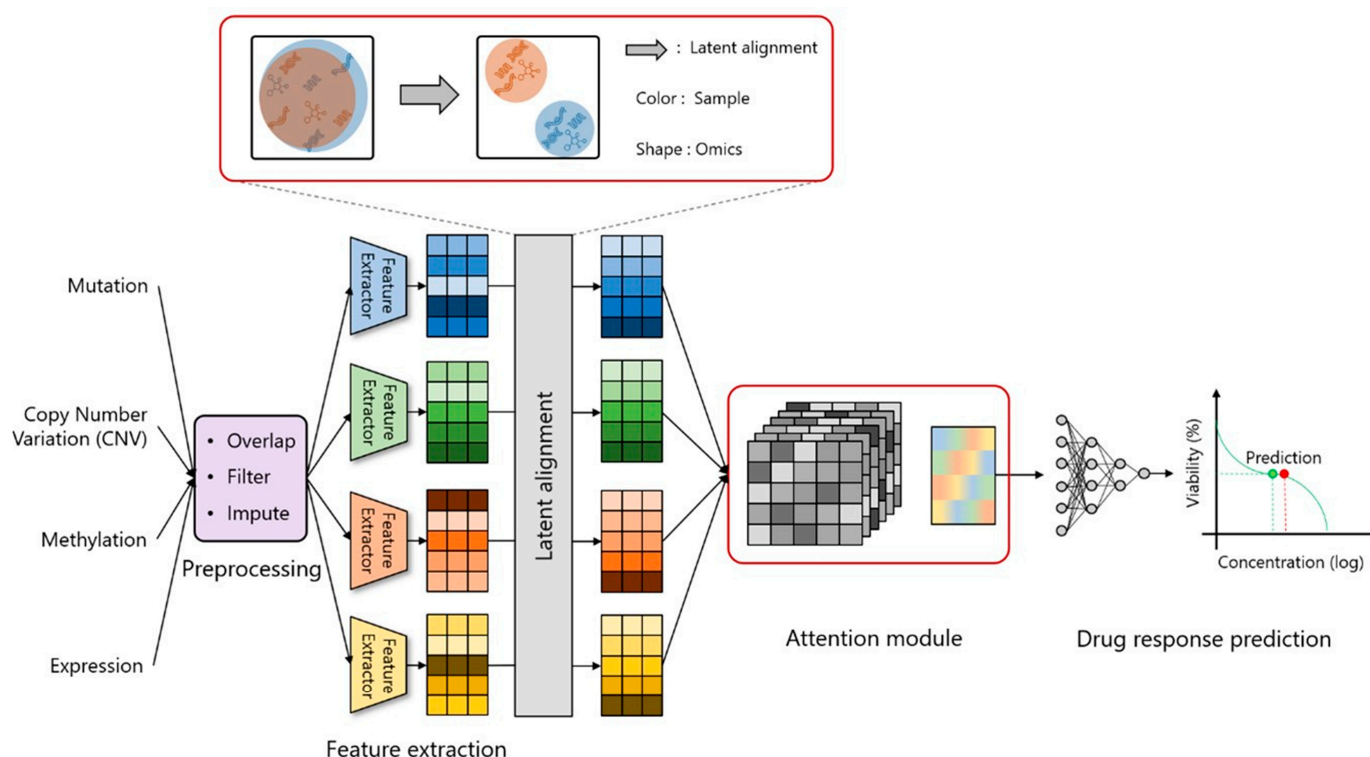 : Latent alignment
Color : Sample
Shape : Omics
Mutation
Copy Number
Variation (CNV)
Methylation
Expression
• Overlap
• Filter
• Impute
Preprocessing
Feature
Extractor
Feature
Extractor
Feature
Extractor
Feature
Extractor
Feature extraction
Latent alignment
Attention module
Viability (%)
Prediction
Concentration (log)
Drug response prediction